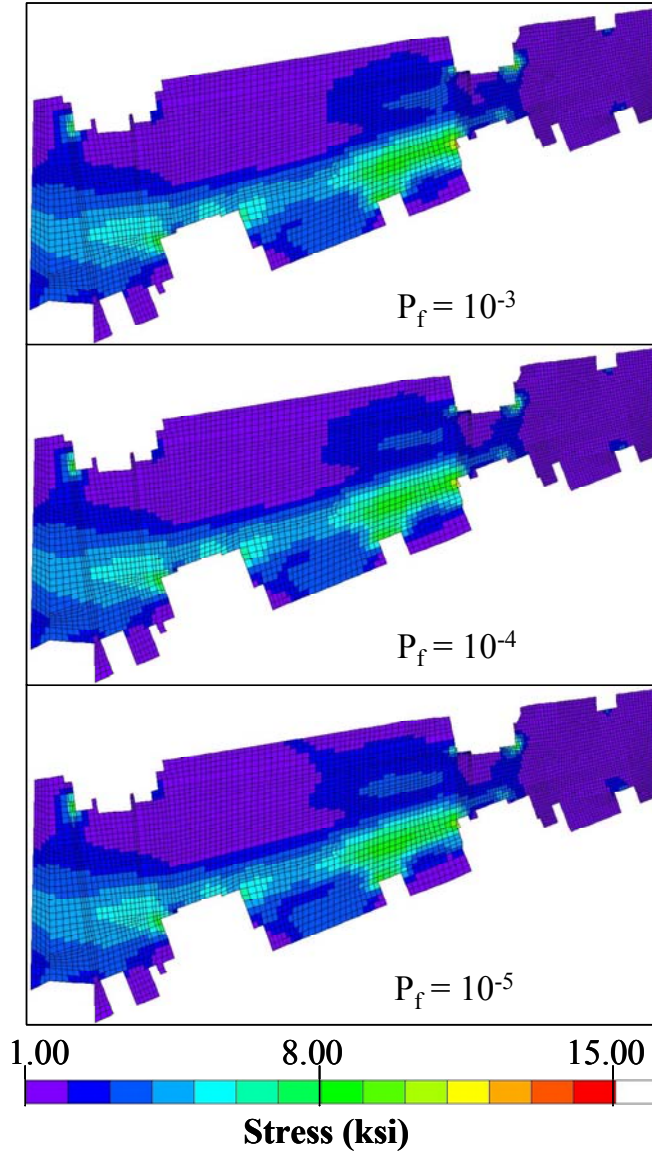 P_f = 10^-3
P_f = 10^-4
P_f = 10^-5
1.00 8.00 15.00
Stress (ksi)